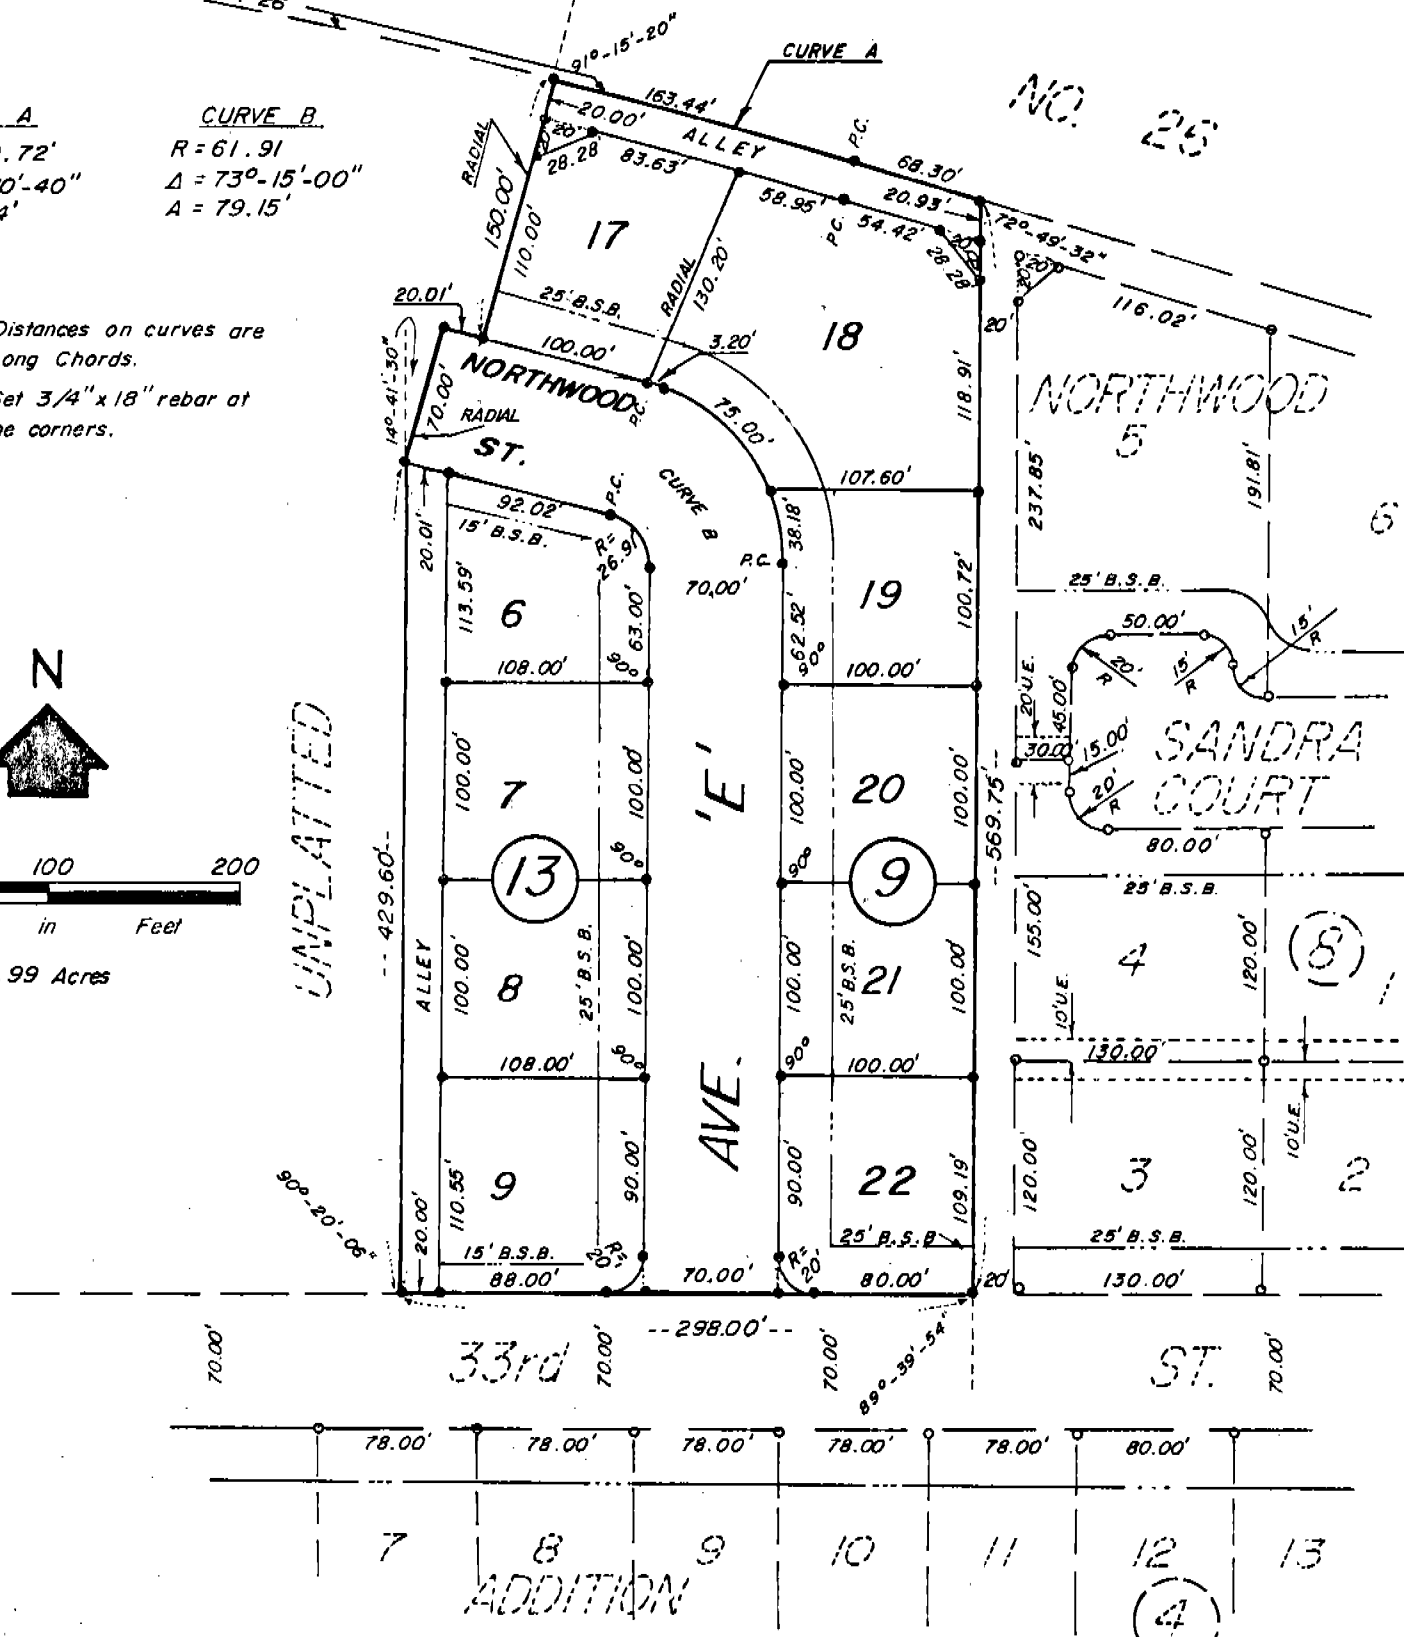 26'
91°-15'-20"
CURVE A
163.44'
NO. 26
A
CURVE B
.72'
R = 61.91
0'-40"
Δ = 73°-15'-00"
4'
A = 79.15'
20.00'
ALLEY
P.C.
68.30'
RADIAL
20'
20'
28.28'
83.63'
58.95'
20.93'
P.C.
54.42'
72°-49'-32"
150.00'
110.00'
17
RADIAL
130.20'
28.28'
20'
20'
116.02'
20.01'
25' B.S.B.
18
20'
Distances on curves are
ong Chords.
Set 3/4" x 18" rebar at
e corners.
14°-41'-30"
70.00'
RADIAL
100.00'
3.20'
NORTHWOOD
ST.
P.C.
75.00'
118.91'
NORTHWOOD
5
237.85'
191.81'
6
107.60'
92.02'
15' B.S.B.
P.C.
CURVE B
38.18'
R=
26.91'
P.C.
20.01'
70.00'
113.59'
6
63.00'
62.52'
19
100.72'
25' B.S.B.
50.00'
15'
R
20'
R
15'
R
108.00'
90°
90°
100.00'
20' U.E.
45.00'
N
UNPLATTED
100.00'
7
100.00'
'E'
100.00'
20
100.00'
569.75'
30.00'
15.00'
20'
R
SANDRA
COURT
80.00'
100
200
in
Feet
99 Acres
429.60'
13
90°
90°
9
25' B.S.B.
ALLEY
100.00'
8
25' B.S.B.
100.00'
100.00'
25' B.S.B.
21
100.00'
155.00'
4
120.00'
8
1
10' U.E.
108.00'
90°
90°
100.00'
130.00'
10' U.E.
AVE.
90°-20'-06"
20.00'
110.55'
9
90.00'
90.00'
22
109.19'
120.00'
3
120.00'
2
15' B.S.B.
R=
20'
R=
20'
25' B.S.B
25' B.S.B.
88.00'
70.00'
80.00'
20'
130.00'
298.00'
89°-39'-54"
70.00'
33rd
70.00'
70.00'
ST.
70.00'
78.00'
78.00'
78.00'
78.00'
78.00'
80.00'
7
8
9
10
11
12
13
ADDITION
4